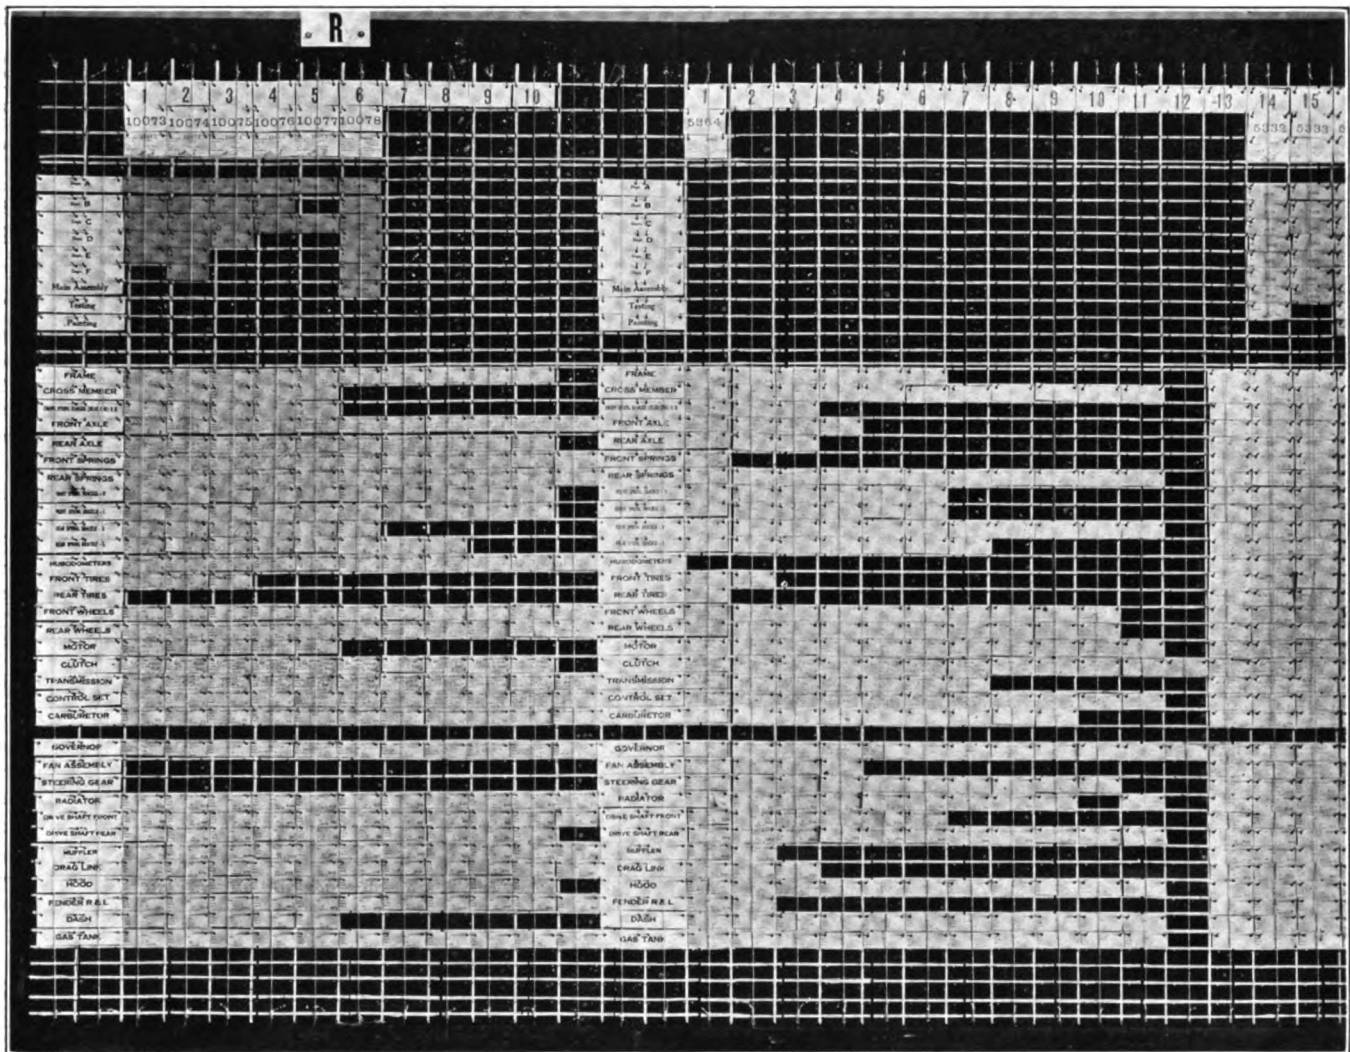 R
1 2 3 4 5 6 7 8 9 10 1 2 3 4 5 6 7 8 9 10 11 12 13 14 15
10073 10074 10075 10076 10077 10078 5264 5333 5333
A A
B B
C C
D D
E E
F F
Main Assembly Main Assembly
Testing Testing
Painting Painting
FRAME FRAME
CROSS MEMBER CROSS MEMBER
FRONT AXLE FRONT AXLE
REAR AXLE REAR AXLE
FRONT SPRINGS FRONT SPRINGS
REAR SPRINGS REAR SPRINGS
HUBODOMETERS HUBODOMETERS
FRONT TIRES FRONT TIRES
REAR TIRES REAR TIRES
FRONT WHEELS FRONT WHEELS
REAR WHEELS REAR WHEELS
MOTOR MOTOR
CLUTCH CLUTCH
TRANSMISSION TRANSMISSION
CONTROL SET CONTROL SET
CARBURETOR CARBURETOR
GOVERNOR GOVERNOR
FAN ASSEMBLY FAN ASSEMBLY
STEERING GEAR STEERING GEAR
RADIATOR RADIATOR
DRIVE SHAFT FRONT DRIVE SHAFT FRONT
DRIVE SHAFT REAR DRIVE SHAFT REAR
MUFFLER MUFFLER
DRAG LINK DRAG LINK
HOOD HOOD
FENDER R & L FENDER R & L
DASH DASH
GAS TANK GAS TANK